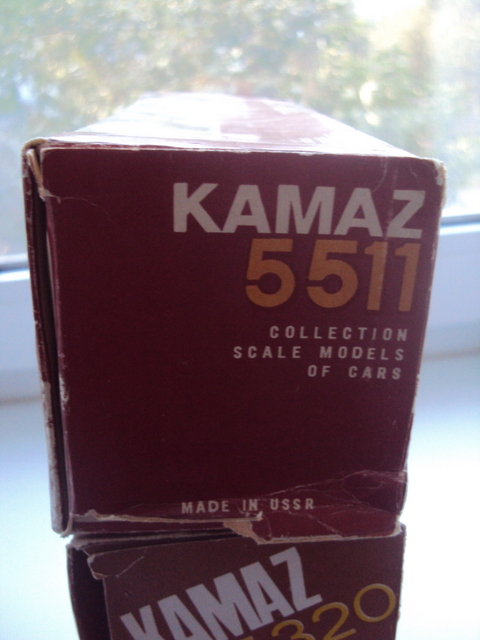 KAMAZ
5511
COLLECTION
SCALE MODELS
OF CARS
MADE IN USSR
KAMAZ